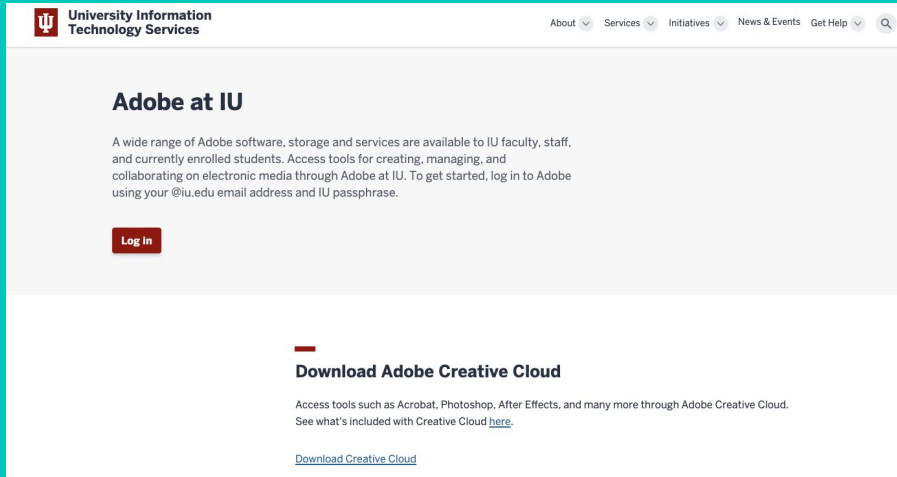 University Information
Technology Services
About Services Initiatives News & Events Get Help
Adobe at IU
A wide range of Adobe software, storage and services are available to IU faculty, staff,
and currently enrolled students. Access tools for creating, managing, and
collaborating on electronic media through Adobe at IU. To get started, log in to Adobe
using your @iu.edu email address and IU passphrase.
Log in
Download Adobe Creative Cloud
Access tools such as Acrobat, Photoshop, After Effects, and many more through Adobe Creative Cloud.
See what's included with Creative Cloud here.
Download Creative Cloud